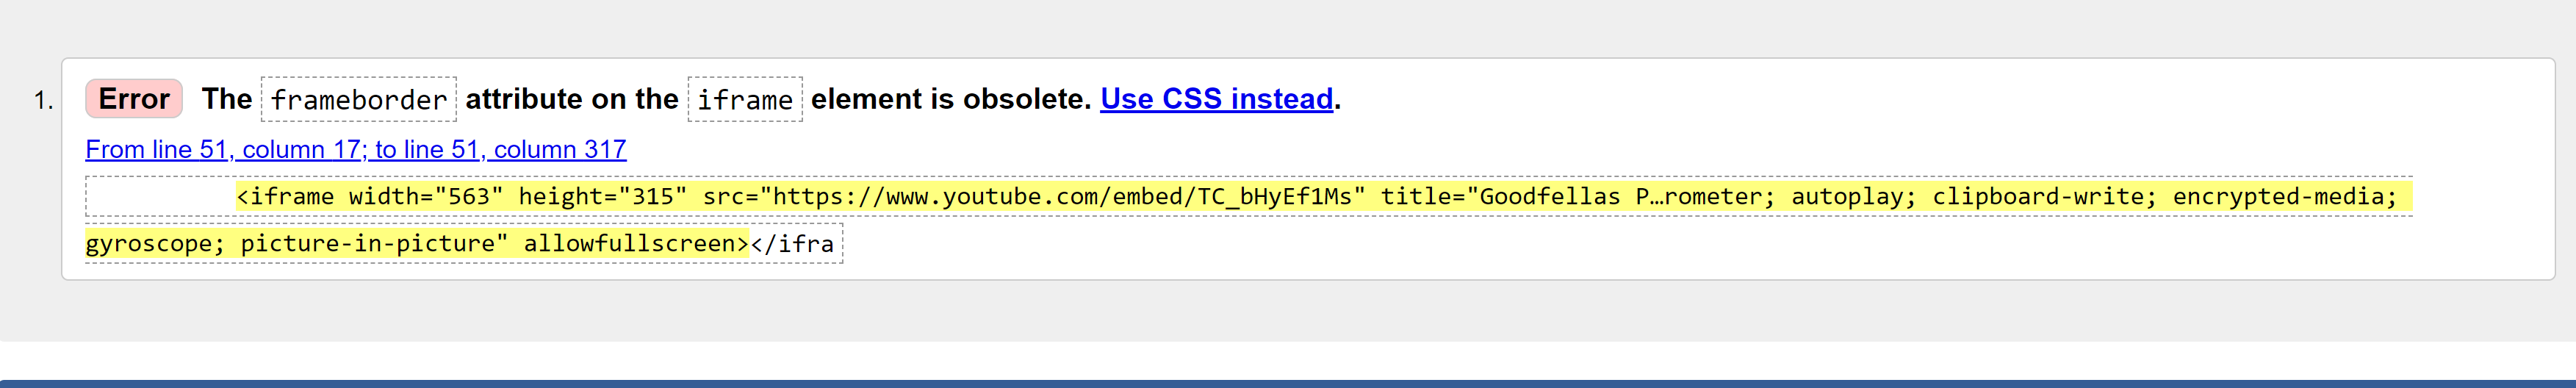 1. Error The frameborder attribute on the iframe element is obsolete. Use CSS instead.
From line 51, column 17; to line 51, column 317
<iframe width="563" height="315" src="https://www.youtube.com/embed/TC_bHyEf1Ms" title="Goodfellas P…rometer; autoplay; clipboard-write; encrypted-media;
gyroscope; picture-in-picture" allowfullscreen></ifra